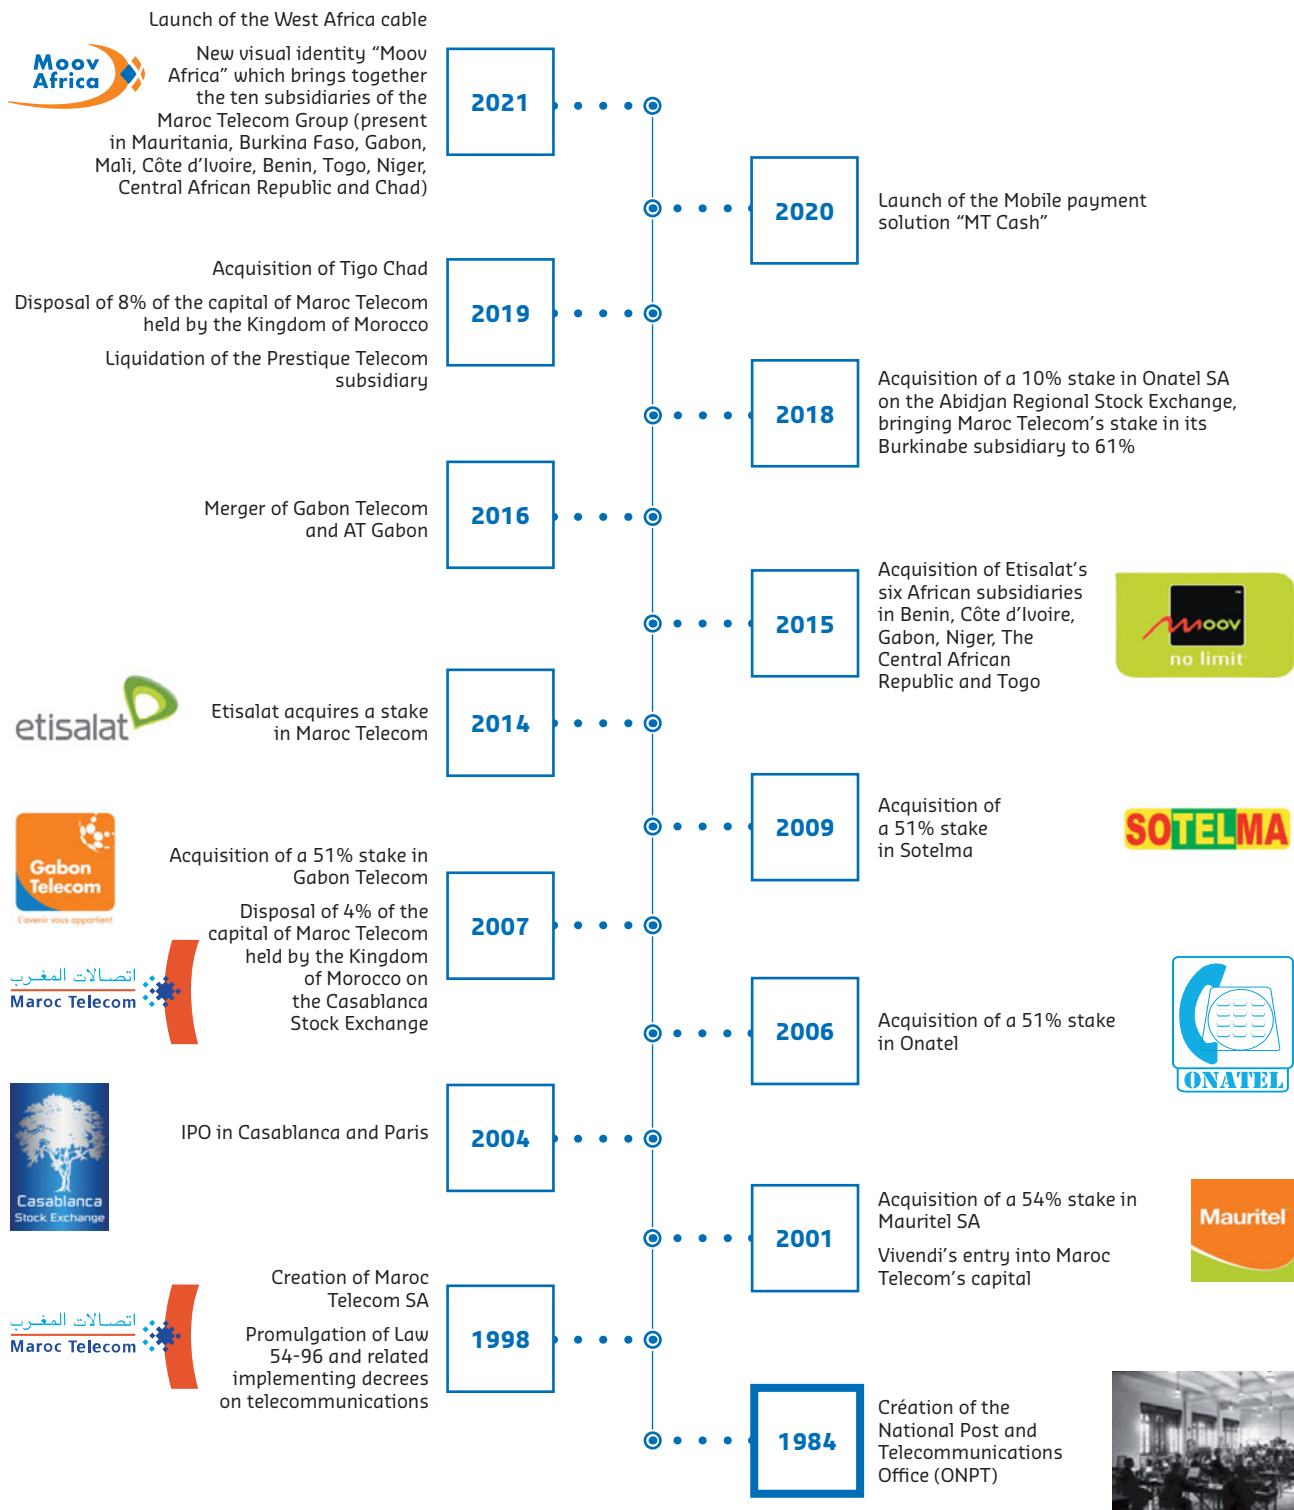 Launch of the West Africa cable
Moov
Africa
New visual identity “Moov
Africa” which brings together
the ten subsidiaries of the
Maroc Telecom Group (present
in Mauritania, Burkina Faso, Gabon,
Mali, Côte d’Ivoire, Benin, Togo, Niger,
Central African Republic and Chad)
2021
2020
Launch of the Mobile payment
solution “MT Cash”
Acquisition of Tigo Chad
Disposal of 8% of the capital of Maroc Telecom
held by the Kingdom of Morocco
Liquidation of the Prestique Telecom
subsidiary
2019
2018
Acquisition of a 10% stake in Onatel SA
on the Abidjan Regional Stock Exchange,
bringing Maroc Telecom’s stake in its
Burkinabe subsidiary to 61%
Merger of Gabon Telecom
and AT Gabon
2016
2015
Acquisition of Etisalat’s
six African subsidiaries
in Benin, Côte d’Ivoire,
Gabon, Niger, The
Central African
Republic and Togo
moov
no limit
etisalat
Etisalat acquires a stake
in Maroc Telecom
2014
2009
Acquisition of
a 51% stake
in Sotelma
SOTELMA
Gabon
Telecom
L'avenir vous appartient
Acquisition of a 51% stake in
Gabon Telecom
Disposal of 4% of the
capital of Maroc Telecom
held by the Kingdom
of Morocco on
the Casablanca
Stock Exchange
2007
اتصالات المغرب
Maroc Telecom
2006
Acquisition of a 51% stake
in Onatel
ONATEL
Casablanca
Stock Exchange
IPO in Casablanca and Paris
2004
2001
Acquisition of a 54% stake in
Mauritel SA
Vivendi’s entry into Maroc
Telecom’s capital
Mauritel
اتصالات المغرب
Maroc Telecom
Creation of Maroc
Telecom SA
Promulgation of Law
54-96 and related
implementing decrees
on telecommunications
1998
1984
Création of the
National Post and
Telecommunications
Office (ONPT)